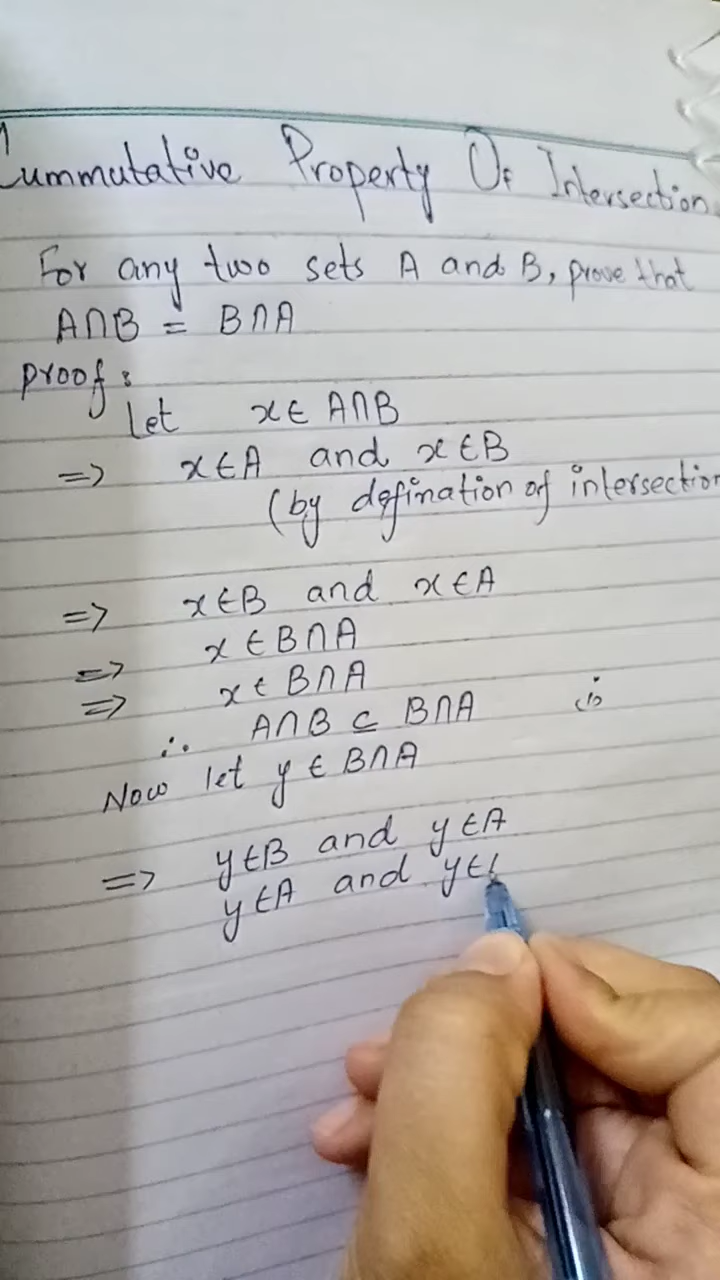 Cummutative Property Of Intersection
For any two sets A and B, prove that
A∩B = B∩A
Proof:
Let x ∈ A∩B
=> x∈A and x∈B
(by defination of intersection
=> x∈B and x∈A
=> x ∈ B∩A
=> x ∈ B∩A
∴ A∩B ⊆ B∩A (i)
Now let y ∈ B∩A
=> y∈B and y∈A
y∈A and y∈